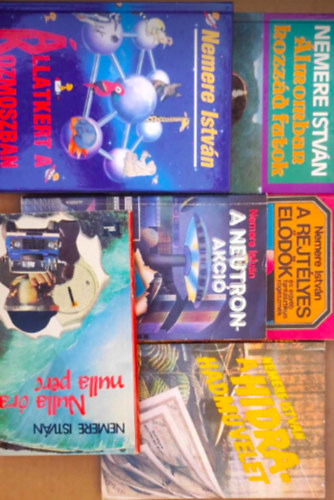 Nemere István
ÁLLATKERT A
KOZMOSZBAN
NEMERE ISTVÁN
Álmomban
hozzád futok
Nemere István
A NEUTRON-
AKCIÓ
Nemere István
A REJTÉLYES
ELŐDÖK
NEMERE ISTVÁN
Nulla óra
nulla perc
NEMERE ISTVÁN
A HIDRA-
HADMŰVELET